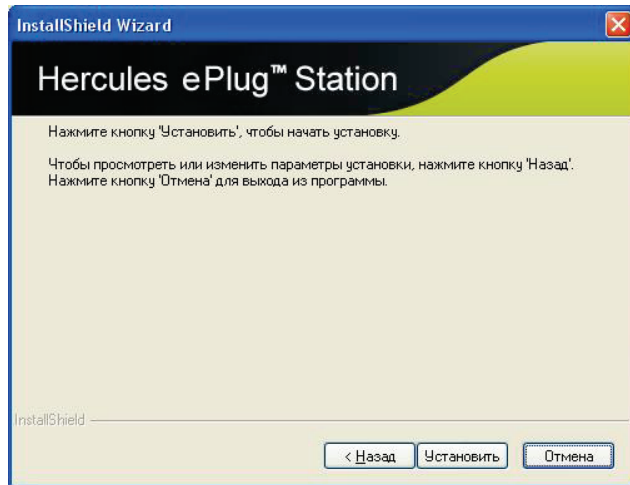 InstallShield Wizard
Hercules ePlug™ Station
Нажмите кнопку 'Установить', чтобы начать установку.
Чтобы просмотреть или изменить параметры установки, нажмите кнопку 'Назад'.
Нажмите кнопку 'Отмена' для выхода из программы.
InstallShield
< Назад Установить Отмена